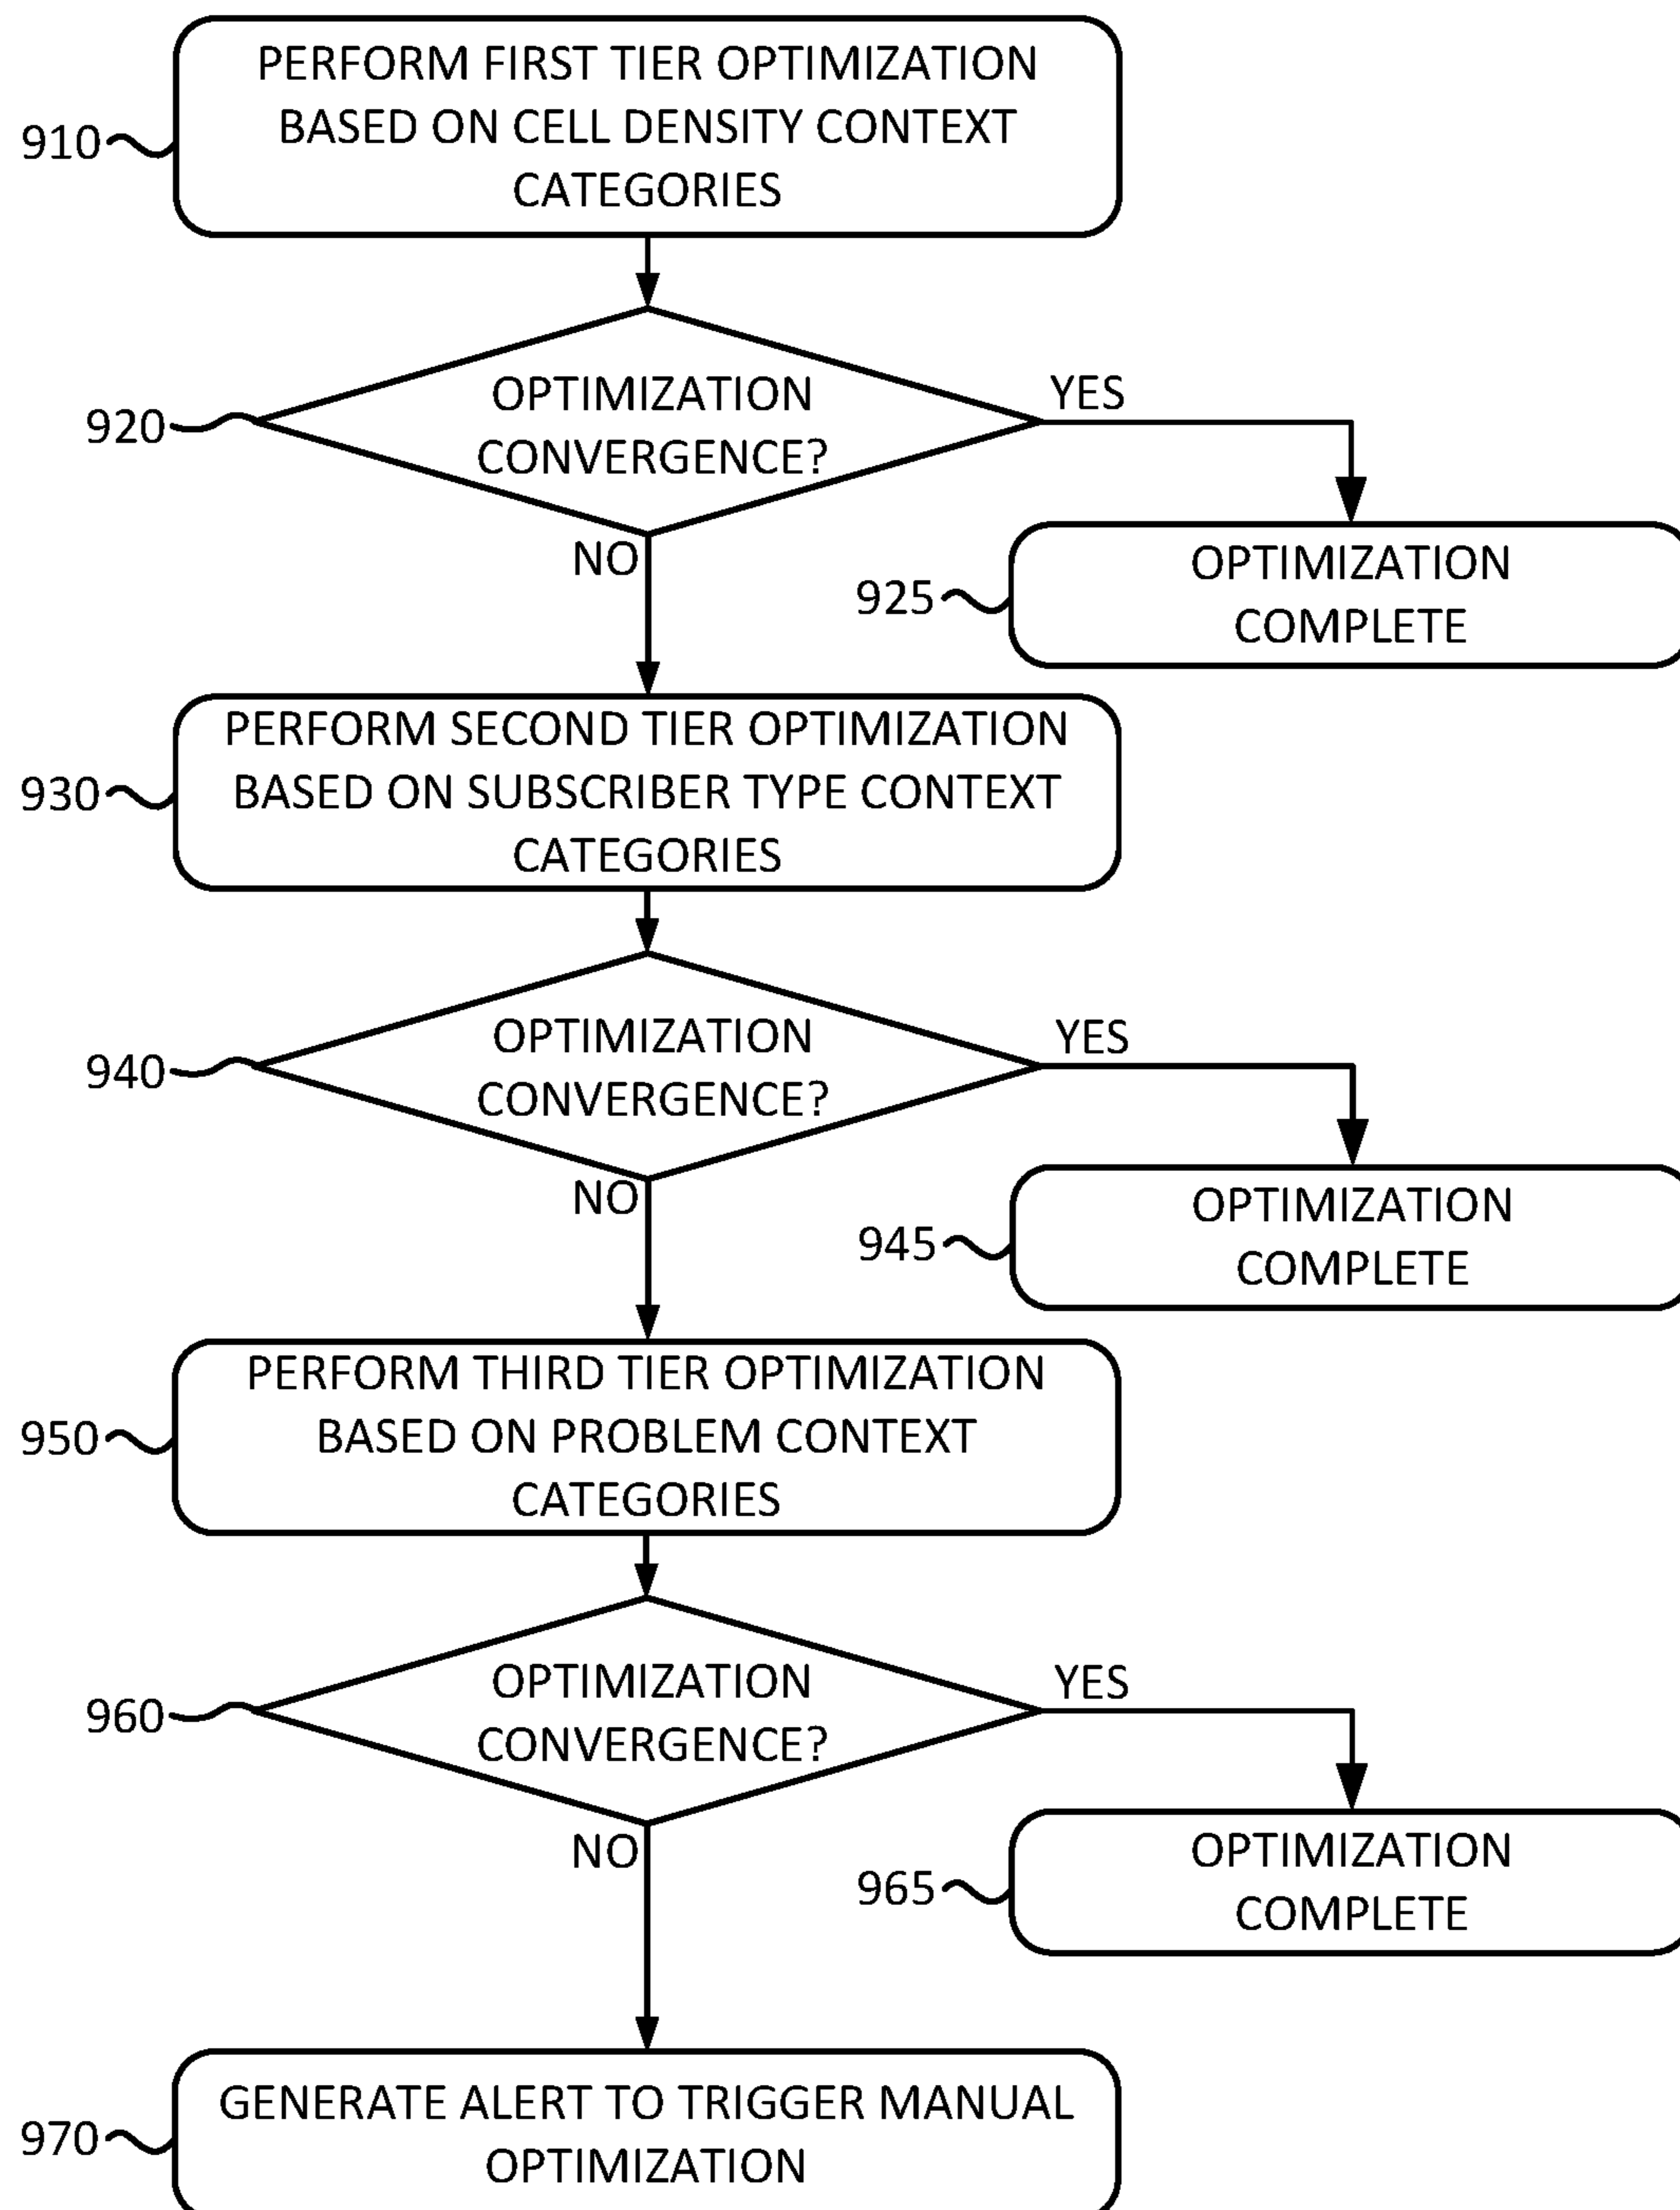 PERFORM FIRST TIER OPTIMIZATION
BASED ON CELL DENSITY CONTEXT
CATEGORIES
910
OPTIMIZATION
CONVERGENCE?
920
YES
NO
OPTIMIZATION
COMPLETE
925
PERFORM SECOND TIER OPTIMIZATION
BASED ON SUBSCRIBER TYPE CONTEXT
CATEGORIES
930
OPTIMIZATION
CONVERGENCE?
940
YES
NO
OPTIMIZATION
COMPLETE
945
PERFORM THIRD TIER OPTIMIZATION
BASED ON PROBLEM CONTEXT
CATEGORIES
950
OPTIMIZATION
CONVERGENCE?
960
YES
NO
OPTIMIZATION
COMPLETE
965
GENERATE ALERT TO TRIGGER MANUAL
OPTIMIZATION
970